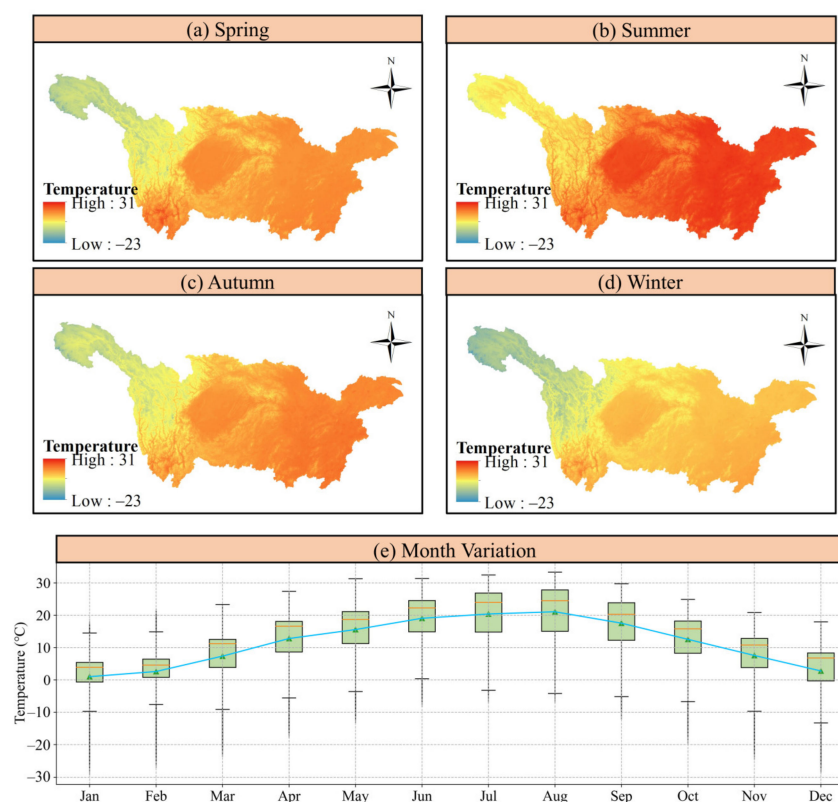 (a) Spring
(b) Summer
N
Temperature
High : 31
Low : −23
N
Temperature
High : 31
Low : −23
(c) Autumn
(d) Winter
N
Temperature
High : 31
Low : −23
N
Temperature
High : 31
Low : −23
(e) Month Variation
Temperature (°C)
30
20
10
0
−10
−20
−30
Jan Feb Mar Apr May Jun Jul Aug Sep Oct Nov Dec